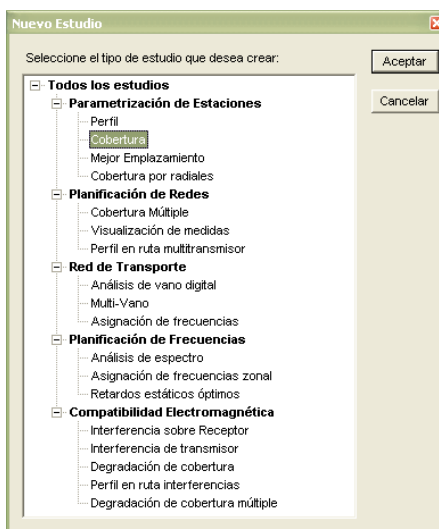 Nuevo Estudio
Seleccione el tipo de estudio que desea crear:
Aceptar
Cancelar
Todos los estudios
Parametrización de Estaciones
Perfil
Cobertura
Mejor Emplazamiento
Cobertura por radiales
Planificación de Redes
Cobertura Múltiple
Visualización de medidas
Perfil en ruta multitransmisor
Red de Transporte
Análisis de vano digital
Multi-Vano
Asignación de frecuencias
Planificación de Frecuencias
Análisis de espectro
Asignación de frecuencias zonal
Retardos estáticos óptimos
Compatibilidad Electromagnética
Interferencia sobre Receptor
Interferencia de transmisor
Degradación de cobertura
Perfil en ruta interferencias
Degradación de cobertura múltiple